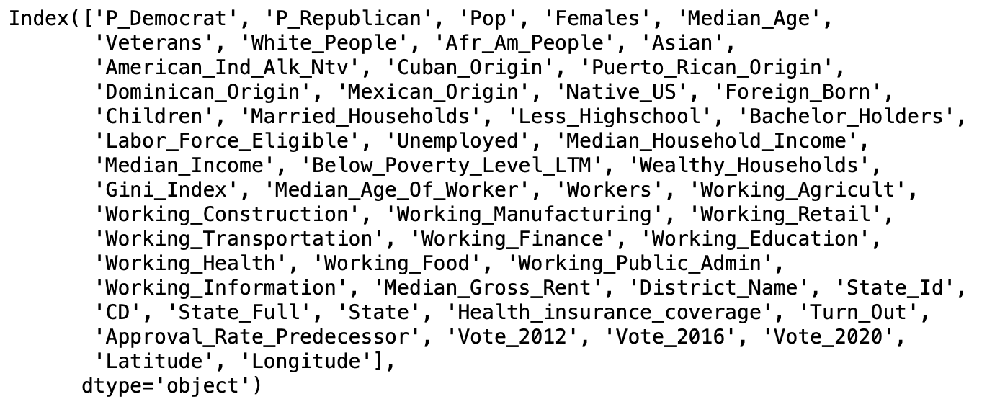 Index(['P_Democrat', 'P_Republican', 'Pop', 'Females', 'Median_Age',
'Veterans', 'White_People', 'Afr_Am_People', 'Asian',
'American_Ind_Alk_Ntv', 'Cuban_Origin', 'Puerto_Rican_Origin',
'Dominican_Origin', 'Mexican_Origin', 'Native_US', 'Foreign_Born',
'Children', 'Married_Households', 'Less_Highschool', 'Bachelor_Holders',
'Labor_Force_Eligible', 'Unemployed', 'Median_Household_Income',
'Median_Income', 'Below_Poverty_Level_LTM', 'Wealthy_Households',
'Gini_Index', 'Median_Age_Of_Worker', 'Workers', 'Working_Agricult',
'Working_Construction', 'Working_Manufacturing', 'Working_Retail',
'Working_Transportation', 'Working_Finance', 'Working_Education',
'Working_Health', 'Working_Food', 'Working_Public_Admin',
'Working_Information', 'Median_Gross_Rent', 'District_Name', 'State_Id',
'CD', 'State_Full', 'State', 'Health_insurance_coverage', 'Turn_Out',
'Approval_Rate_Predecessor', 'Vote_2012', 'Vote_2016', 'Vote_2020',
'Latitude', 'Longitude'],
dtype='object')